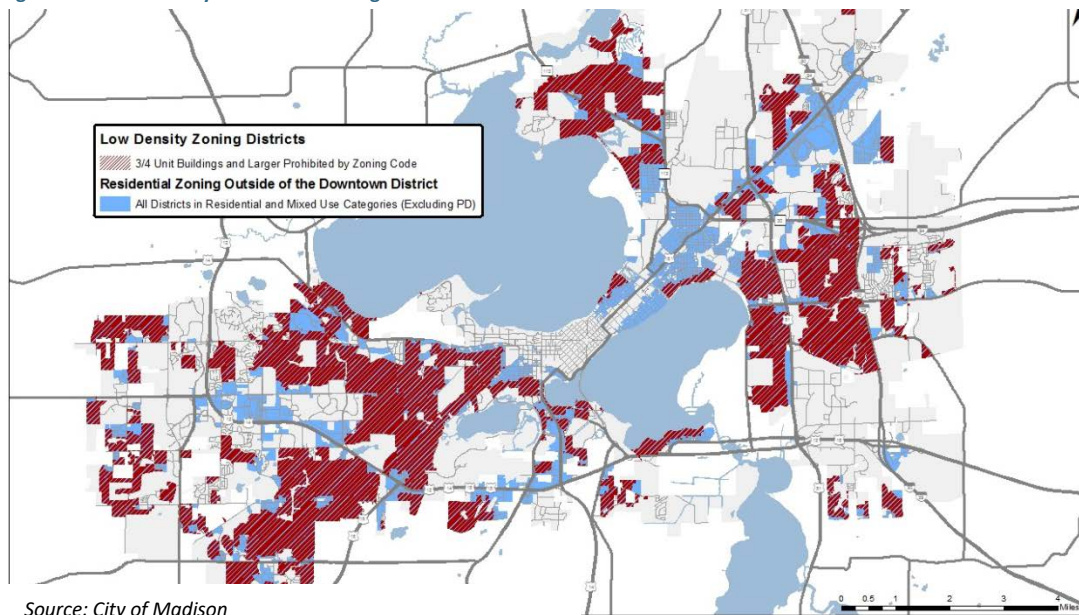 Low Density Zoning Districts
3/4 Unit Buildings and Larger Prohibited by Zoning Code
Residential Zoning Outside of the Downtown District
All Districts in Residential and Mixed Use Categories (Excluding PD)
Source: City of Madison
0 0.5 1 2 3 4
Miles